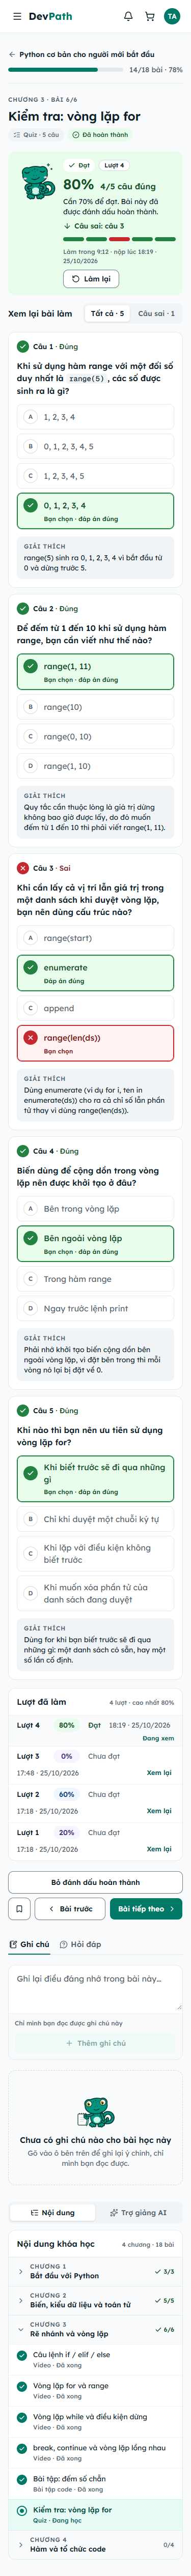 DevPath
TA
Python cơ bản cho người mới bắt đầu
14/18 bài · 78%
CHƯƠNG 3 · BÀI 6/6
Kiểm tra: vòng lặp for
Quiz · 5 câu
Đã hoàn thành
Đạt
Lượt 4
80% 4/5 câu đúng
Cần 70% để đạt. Bài này đã
được đánh dấu hoàn thành.
Câu sai: câu 3
Làm trong 9:12 · nộp lúc 18:19 ·
25/10/2026
Làm lại
Xem lại bài làm
Tất cả · 5
Câu sai · 1
Câu 1 · Đúng
Khi sử dụng hàm range với một đối số
duy nhất là range(5), các số được
sinh ra là gì?
A
1, 2, 3, 4
B
0, 1, 2, 3, 4, 5
C
1, 2, 3, 4, 5
0, 1, 2, 3, 4
Bạn chọn · đáp án đúng
GIẢI THÍCH
range(5) sinh ra 0, 1, 2, 3, 4 vì bắt đầu từ
0 và dừng trước 5.
Câu 2 · Đúng
Để đếm từ 1 đến 10 khi sử dụng hàm
range, bạn cần viết như thế nào?
range(1, 11)
Bạn chọn · đáp án đúng
B
range(10)
C
range(0, 10)
D
range(1, 10)
GIẢI THÍCH
Quy tắc cần thuộc lòng là giá trị dừng
không bao giờ được lấy, do đó muốn
đếm từ 1 đến 10 thì phải viết range(1, 11).
Câu 3 · Sai
Khi cần lấy cả vị trí lẫn giá trị trong
một danh sách khi duyệt vòng lặp,
bạn nên dùng cấu trúc nào?
A
range(start)
enumerate
Đáp án đúng
C
append
range(len(ds))
Bạn chọn
GIẢI THÍCH
Dùng enumerate (ví dụ for i, ten in
enumerate(ds)) cho ra cả chỉ số lẫn phần
tử thay vì dùng range(len(ds)).
Câu 4 · Đúng
Biến dùng để cộng dồn trong vòng
lặp nên được khởi tạo ở đâu?
A
Bên trong vòng lặp
Bên ngoài vòng lặp
Bạn chọn · đáp án đúng
C
Trong hàm range
D
Ngay trước lệnh print
GIẢI THÍCH
Phải nhớ khởi tạo biến cộng dồn bên
ngoài vòng lặp, vì đặt bên trong thì mỗi
vòng nó lại bị đặt về 0.
Câu 5 · Đúng
Khi nào thì bạn nên ưu tiên sử dụng
vòng lặp for?
Khi biết trước sẽ đi qua những
gì
Bạn chọn · đáp án đúng
B
Chỉ khi duyệt một chuỗi ký tự
C
Khi lặp với điều kiện không
biết trước
D
Khi muốn xóa phần tử của
danh sách đang duyệt
GIẢI THÍCH
Dùng for khi bạn biết trước sẽ đi qua
những gì: một danh sách có sẵn, hay một
số lần cố định.
Lượt đã làm
4 lượt · cao nhất 80%
Lượt 4 80% Đạt 18:19 · 25/10/2026
Đang xem
Lượt 3 0% Chưa đạt
17:48 · 25/10/2026 Xem lại
Lượt 2 60% Chưa đạt
17:18 · 25/10/2026 Xem lại
Lượt 1 20% Chưa đạt
17:18 · 25/10/2026 Xem lại
Bỏ đánh dấu hoàn thành
Bài trước
Bài tiếp theo
Ghi chú
Hỏi đáp
Ghi lại điều đáng nhớ trong bài này...
Chỉ mình bạn đọc được ghi chú này
Thêm ghi chú
Chưa có ghi chú nào cho bài học này
Gõ vào ô bên trên để ghi lại ý chính, chỉ
mình bạn đọc được.
Nội dung
Trợ giảng AI
Nội dung khóa học
4 chương · 18 bài
CHƯƠNG 1
Bắt đầu với Python
3/3
CHƯƠNG 2
Biến, kiểu dữ liệu và toán tử
5/5
CHƯƠNG 3
Rẽ nhánh và vòng lặp
6/6
Câu lệnh if / elif / else
Video · Đã xong
Vòng lặp for và range
Video · Đã xong
Vòng lặp while và điều kiện dừng
Video · Đã xong
break, continue và vòng lặp lồng nhau
Video · Đã xong
Bài tập: đếm số chẵn
Bài tập code · Đã xong
Kiểm tra: vòng lặp for
Quiz · Đang học
CHƯƠNG 4
Hàm và tổ chức code
0/4